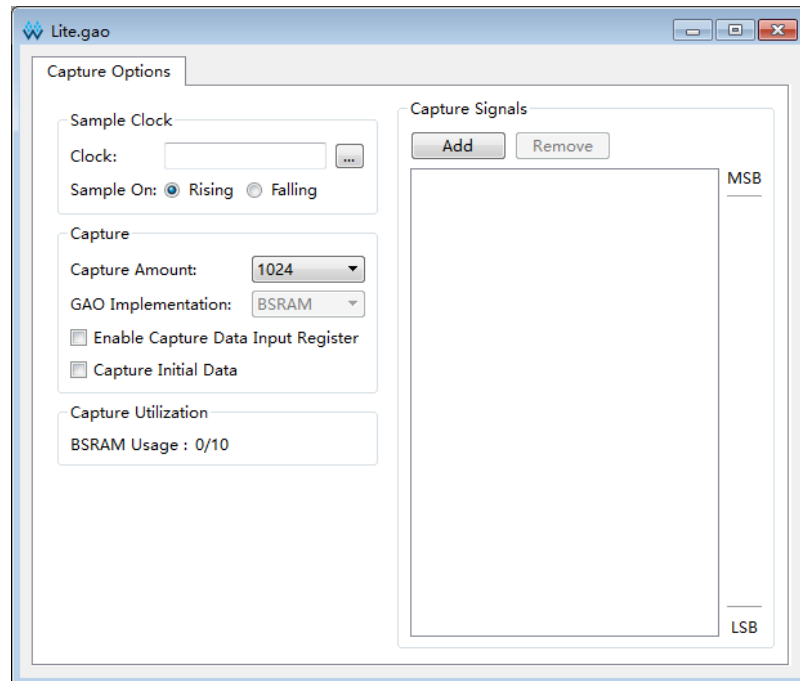 Lite.gao
Capture Options
Sample Clock
Clock:
...
Sample On: Rising Falling
Capture
Capture Amount: 1024
GAO Implementation: BSRAM
Enable Capture Data Input Register
Capture Initial Data
Capture Utilization
BSRAM Usage : 0/10
Capture Signals
Add Remove
MSB
LSB